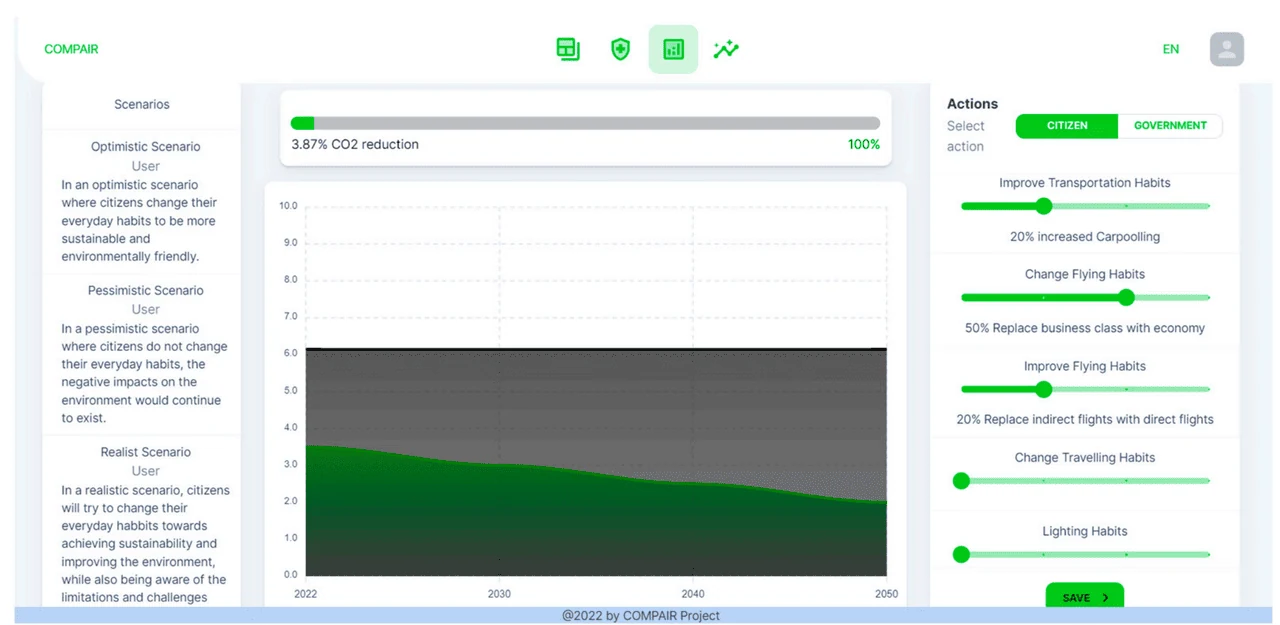 COMPAIR
EN
Scenarios
Optimistic Scenario
User
In an optimistic scenario
where citizens change their
everyday habits to be more
sustainable and
environmentally friendly.
Pessimistic Scenario
User
In a pessimistic scenario
where citizens do not change
their everyday habits, the
negative impacts on the
environment would continue
to exist.
Realist Scenario
User
In a realistic scenario, citizens
will try to change their
everyday habbits towards
achieving sustainability and
improving the environment,
while also being aware of the
limitations and challenges
3.87% CO2 reduction
100%
10.0
9.0
8.0
7.0
6.0
5.0
4.0
3.0
2.0
1.0
0.0
2022
2030
2040
2050
Actions
Select
action
CITIZEN
GOVERNMENT
Improve Transportation Habits
20% increased Carpoolling
Change Flying Habits
50% Replace business class with economy
Improve Flying Habits
20% Replace indirect flights with direct flights
Change Travelling Habits
Lighting Habits
SAVE
@2022 by COMPAIR Project